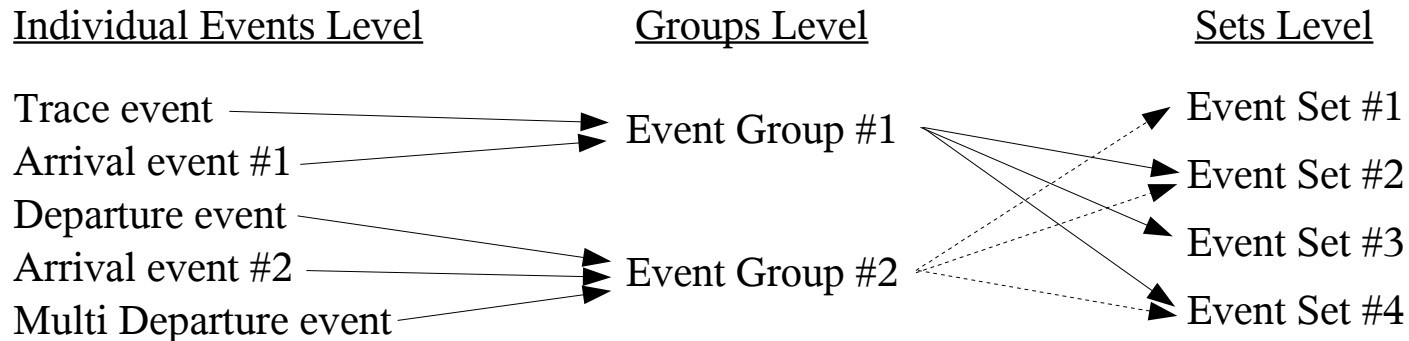 Individual Events Level
Groups Level
Sets Level
Trace event
Arrival event #1
Departure event
Arrival event #2
Multi Departure event
Event Group #1
Event Group #2
Event Set #1
Event Set #2
Event Set #3
Event Set #4